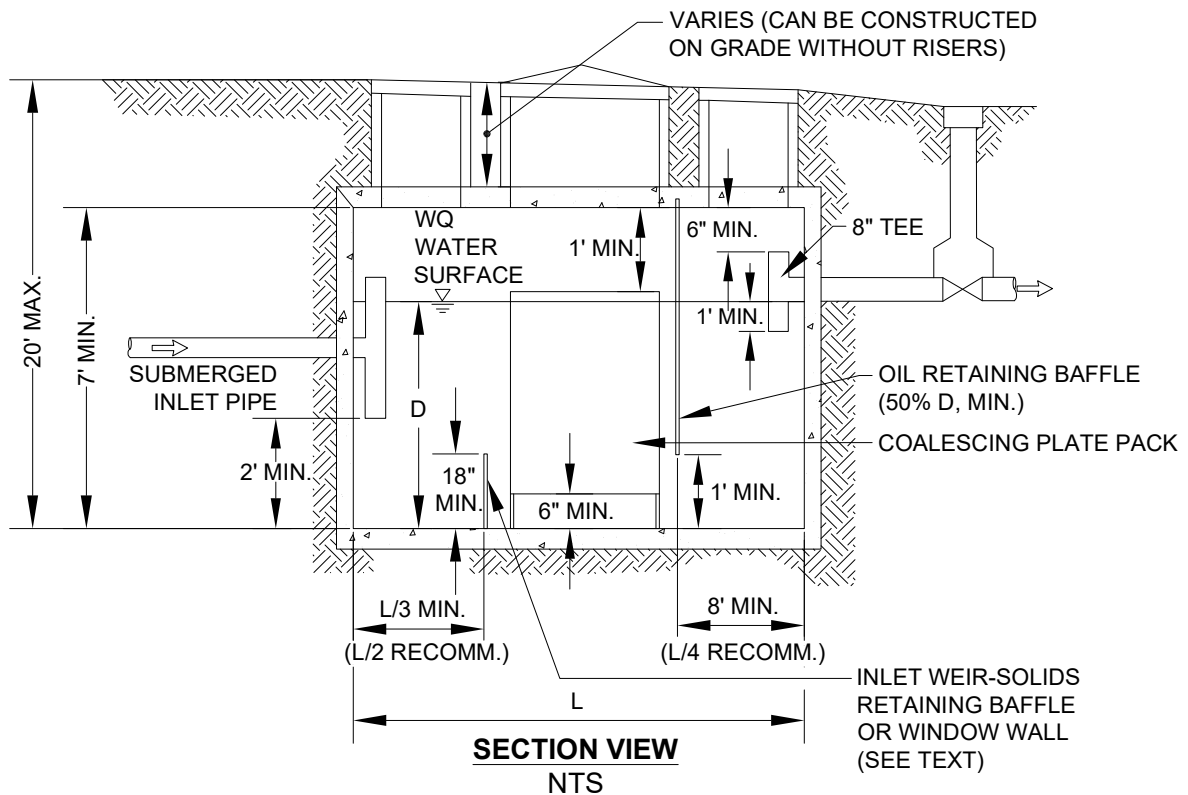 VARIES (CAN BE CONSTRUCTED
ON GRADE WITHOUT RISERS)
20' MAX.
7' MIN.
WQ
WATER
SURFACE
1' MIN.
6" MIN.
8" TEE
1' MIN.
SUBMERGED
INLET PIPE
D
OIL RETAINING BAFFLE
(50% D, MIN.)
COALESCING PLATE PACK
2' MIN.
18"
MIN.
6" MIN.
1' MIN.
L/3 MIN.
(L/2 RECOMM.)
8' MIN.
(L/4 RECOMM.)
L
INLET WEIR-SOLIDS
RETAINING BAFFLE
OR WINDOW WALL
(SEE TEXT)
SECTION VIEW
NTS